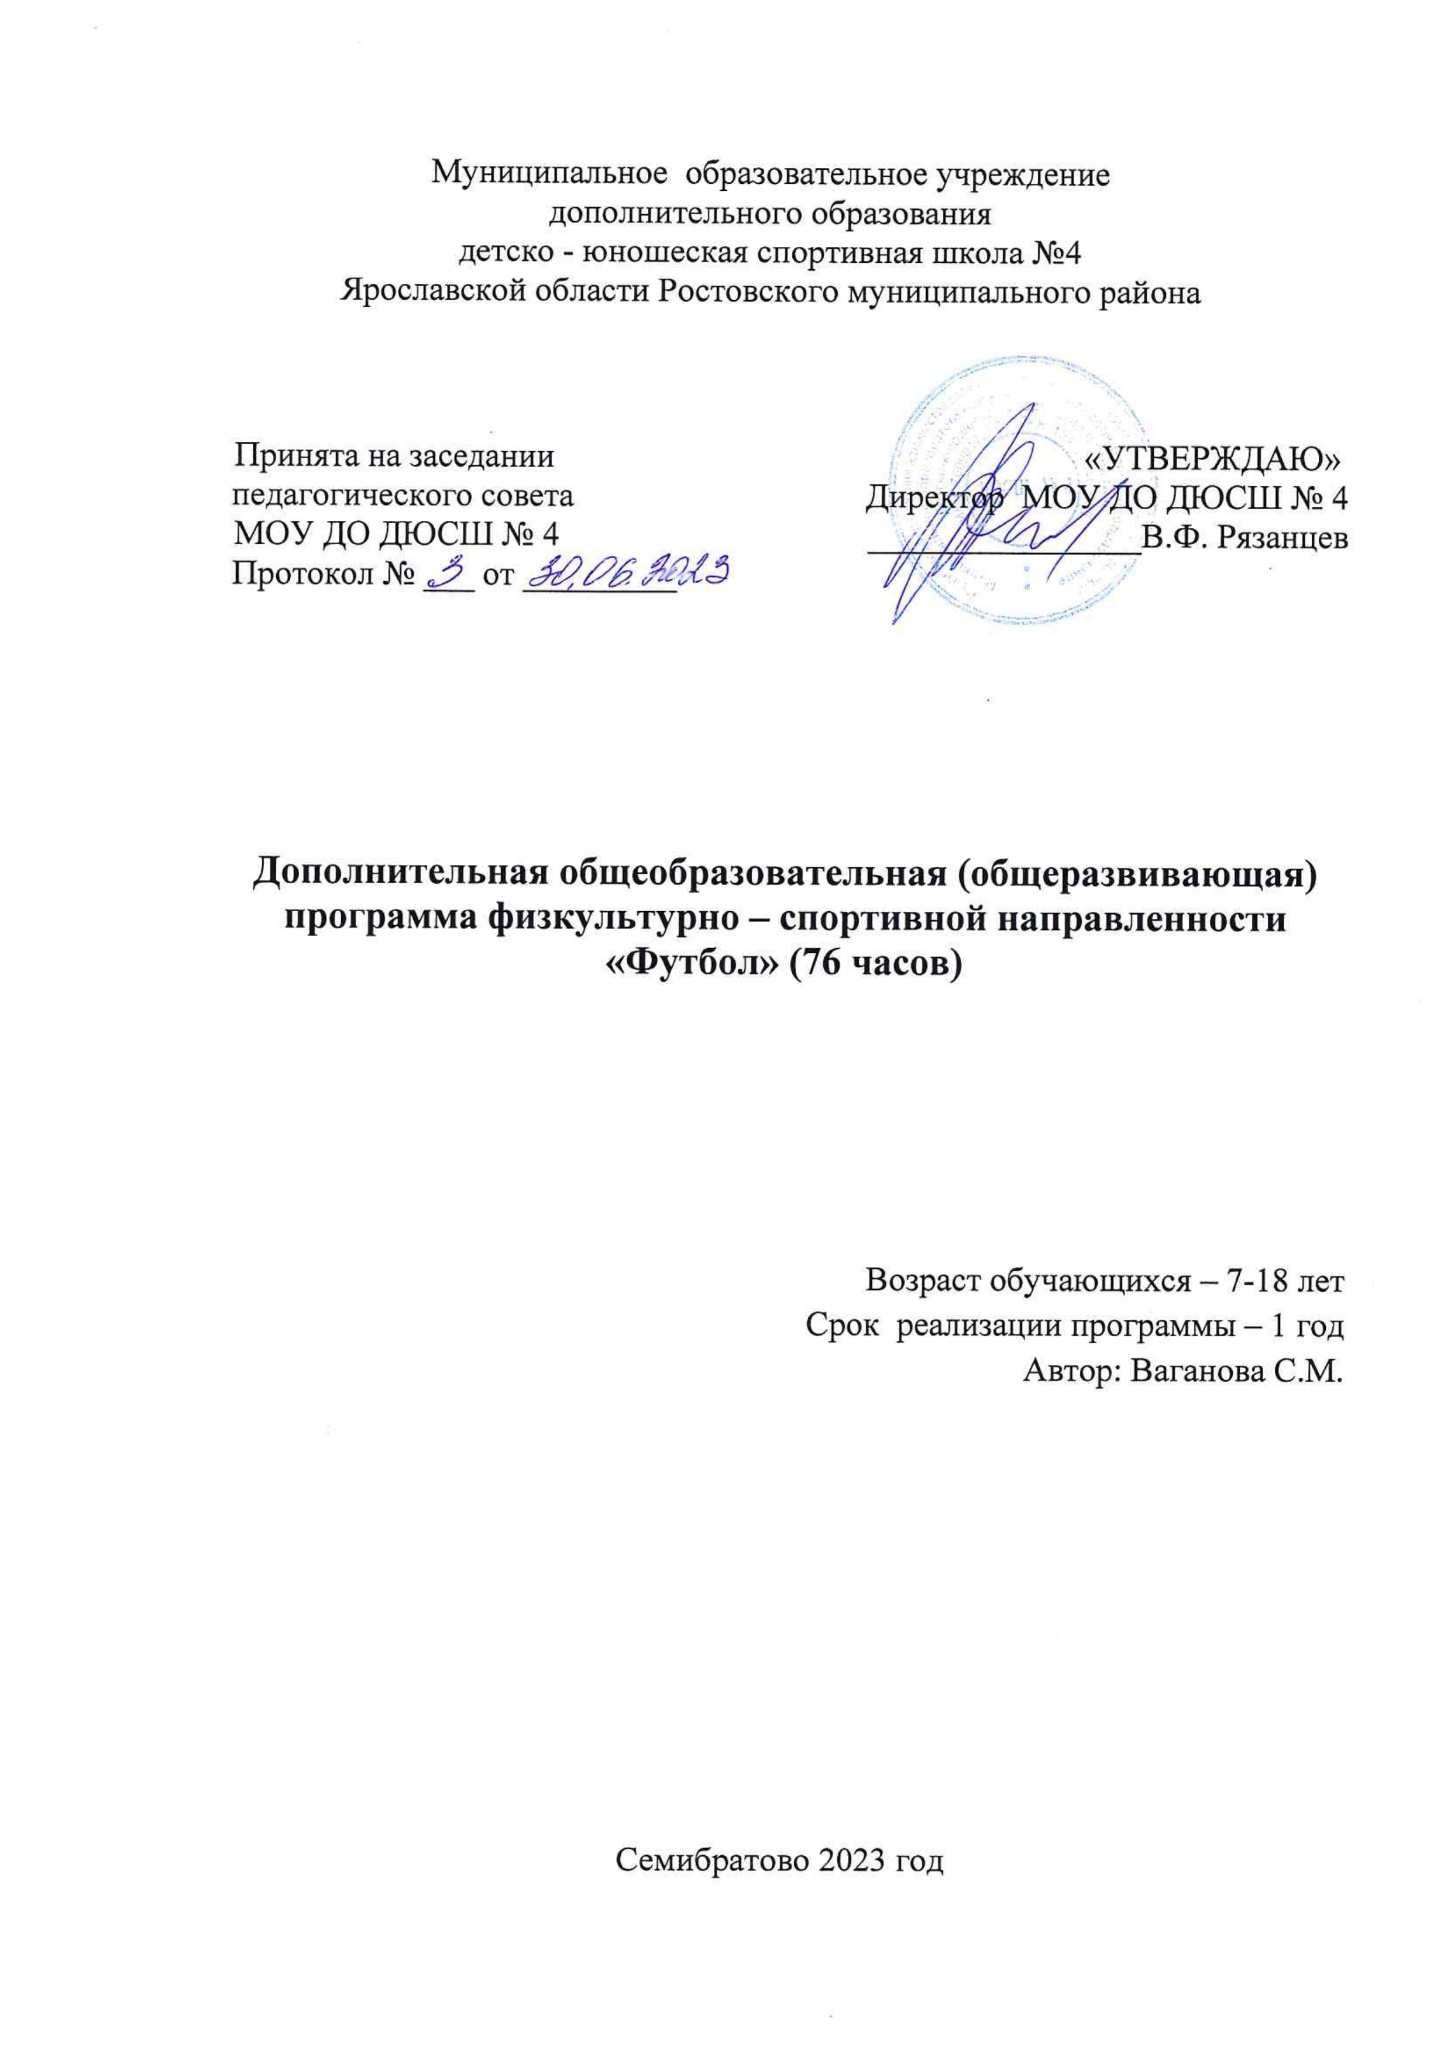 Муниципальное образовательное учреждение
дополнительного образования
детско - юношеская спортивная школа №4
Ярославской области Ростовского муниципального района
Принята на заседании
педагогического совета
МОУ ДО ДЮСШ № 4
Протокол № 3 от 30.06.2023
«УТВЕРЖДАЮ»
Директор МОУ ДО ДЮСШ № 4
В.Ф. Рязанцев
Дополнительная общеобразовательная (общеразвивающая)
программа физкультурно – спортивной направленности
«Футбол» (76 часов)
Возраст обучающихся – 7-18 лет
Срок реализации программы – 1 год
Автор: Ваганова С.М.
Семибратово 2023 год